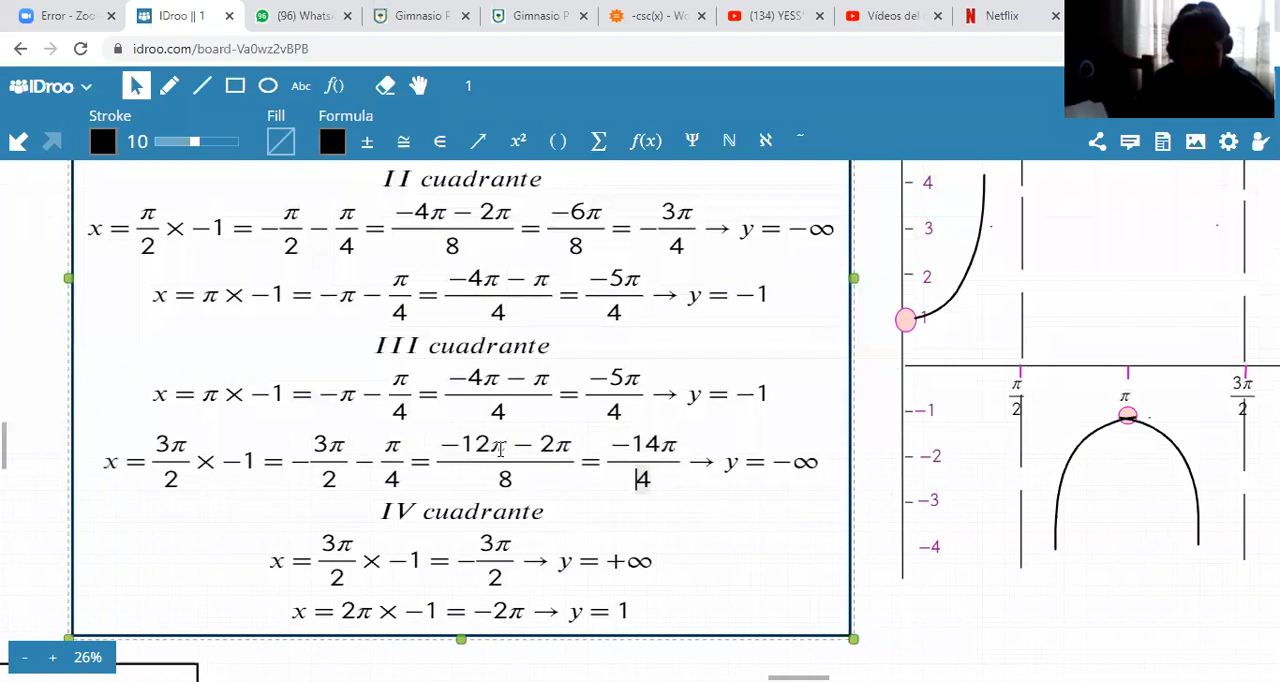 Error - Zoo
IDroo || 1
(96) Whats
Gimnasio R
Gimnasio P
-csc(x) - Wo
(134) YESS
Vídeos del
Netflix
idroo.com/board-Va0wz2vBPB
IDroo Abc f() 1
Stroke Fill Formula
10 ± ≅ ∈ ↗ x² ( ) Σ f(x) Ψ ℕ ℵ ~
II cuadrante
x = π/2 × −1 = −π/2 − π/4 = (−4π − 2π)/8 = −6π/8 = −3π/4 → y = −∞
x = π × −1 = −π − π/4 = (−4π − π)/4 = −5π/4 → y = −1
III cuadrante
x = π × −1 = −π − π/4 = (−4π − π)/4 = −5π/4 → y = −1
x = 3π/2 × −1 = −3π/2 − π/4 = (−12π − 2π)/8 = −14π/4 → y = −∞
IV cuadrante
x = 3π/2 × −1 = −3π/2 → y = +∞
x = 2π × −1 = −2π → y = 1
4
3
2
1
π/2 π 3π/2
−1
−2
−3
−4
- + 26%